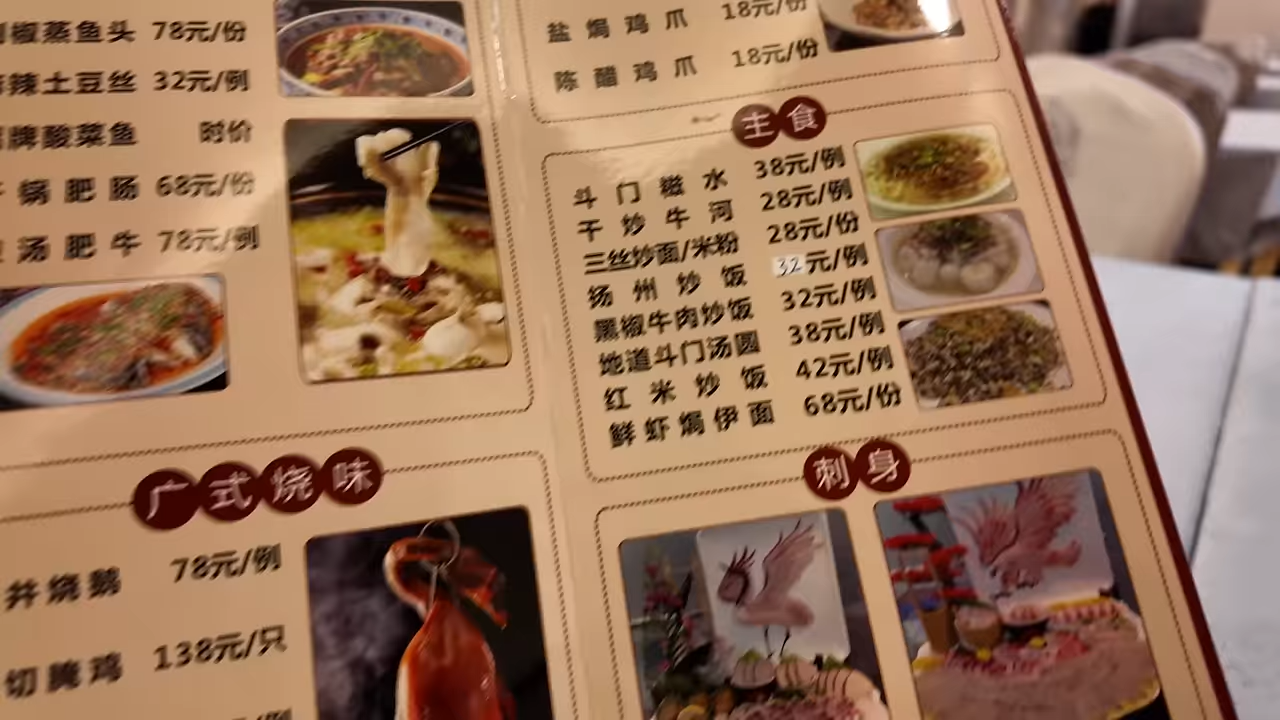 椒蒸鱼头 78元/份
辣土豆丝 32元/例
牌酸菜鱼 时价
锅肥肠 68元/份
汤肥牛 78元/例
广式烧味
井烧鹅 78元/例
切腌鸡 138元/只
盐焗鸡爪 18元/份
陈醋鸡爪 18元/份
主食
斗门磁水 38元/例
干炒牛河 28元/例
三丝炒面/米粉 28元/份
扬州炒饭 32元/例
黑椒牛肉炒饭 32元/例
地道斗门汤圆 38元/例
红米炒饭 42元/例
鲜虾焗伊面 68元/份
刺身